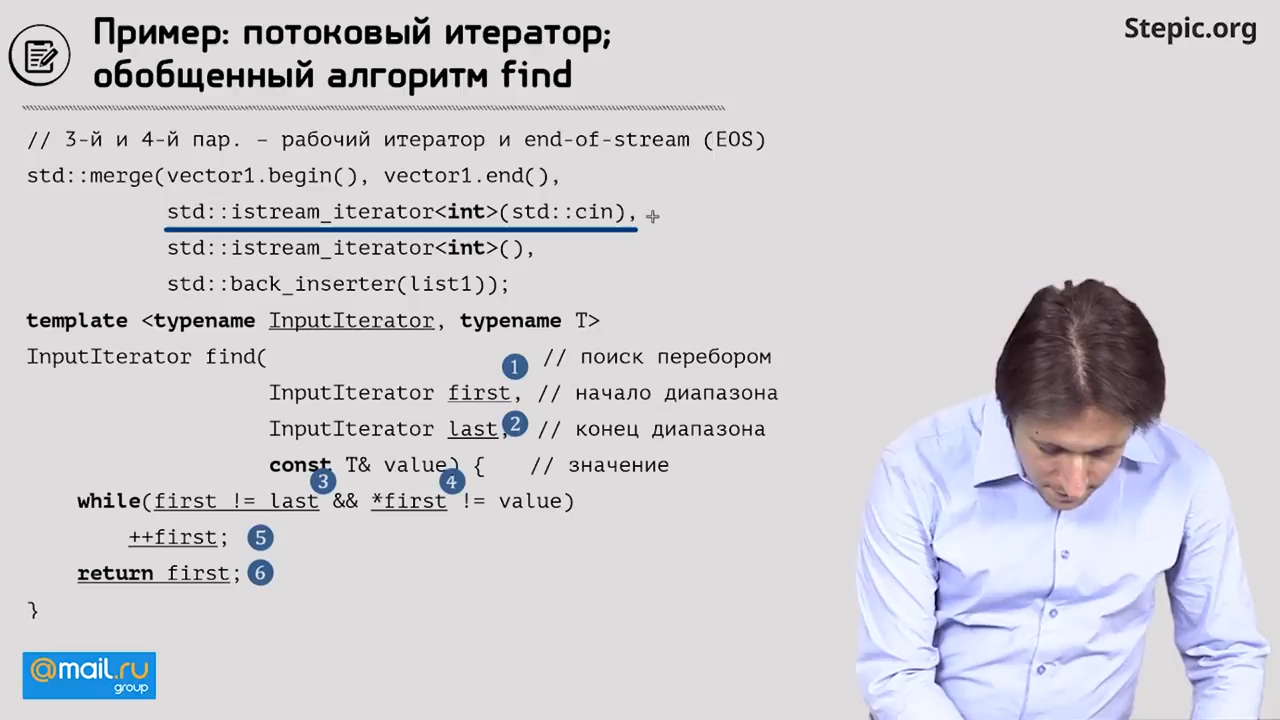 Пример: потоковый итератор;
обобщенный алгоритм find
Stepic.org
// 3-й и 4-й пар. – рабочий итератор и end-of-stream (EOS)
std::merge(vector1.begin(), vector1.end(),
std::istream_iterator<int>(std::cin),
std::istream_iterator<int>(),
std::back_inserter(list1));
template <typename InputIterator, typename T>
InputIterator find( // поиск перебором
1
InputIterator first, // начало диапазона
InputIterator last, 2 // конец диапазона
const T& value) { // значение
3 4
while(first != last && *first != value)
++first; 5
return first; 6
}
@mail.ru
group